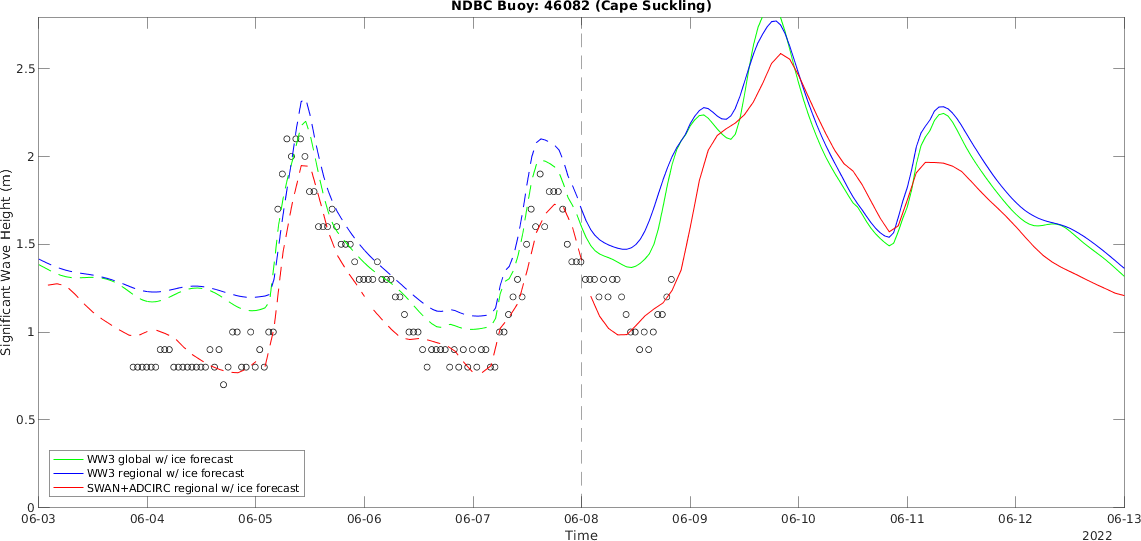 NDBC Buoy: 46082 (Cape Suckling)
Significant Wave Height (m)
2.5
2
1.5
1
0.5
0
WW3 global w/ ice forecast
WW3 regional w/ ice forecast
SWAN+ADCIRC regional w/ ice forecast
06-03 06-04 06-05 06-06 06-07 06-08 06-09 06-10 06-11 06-12 06-13
Time
2022